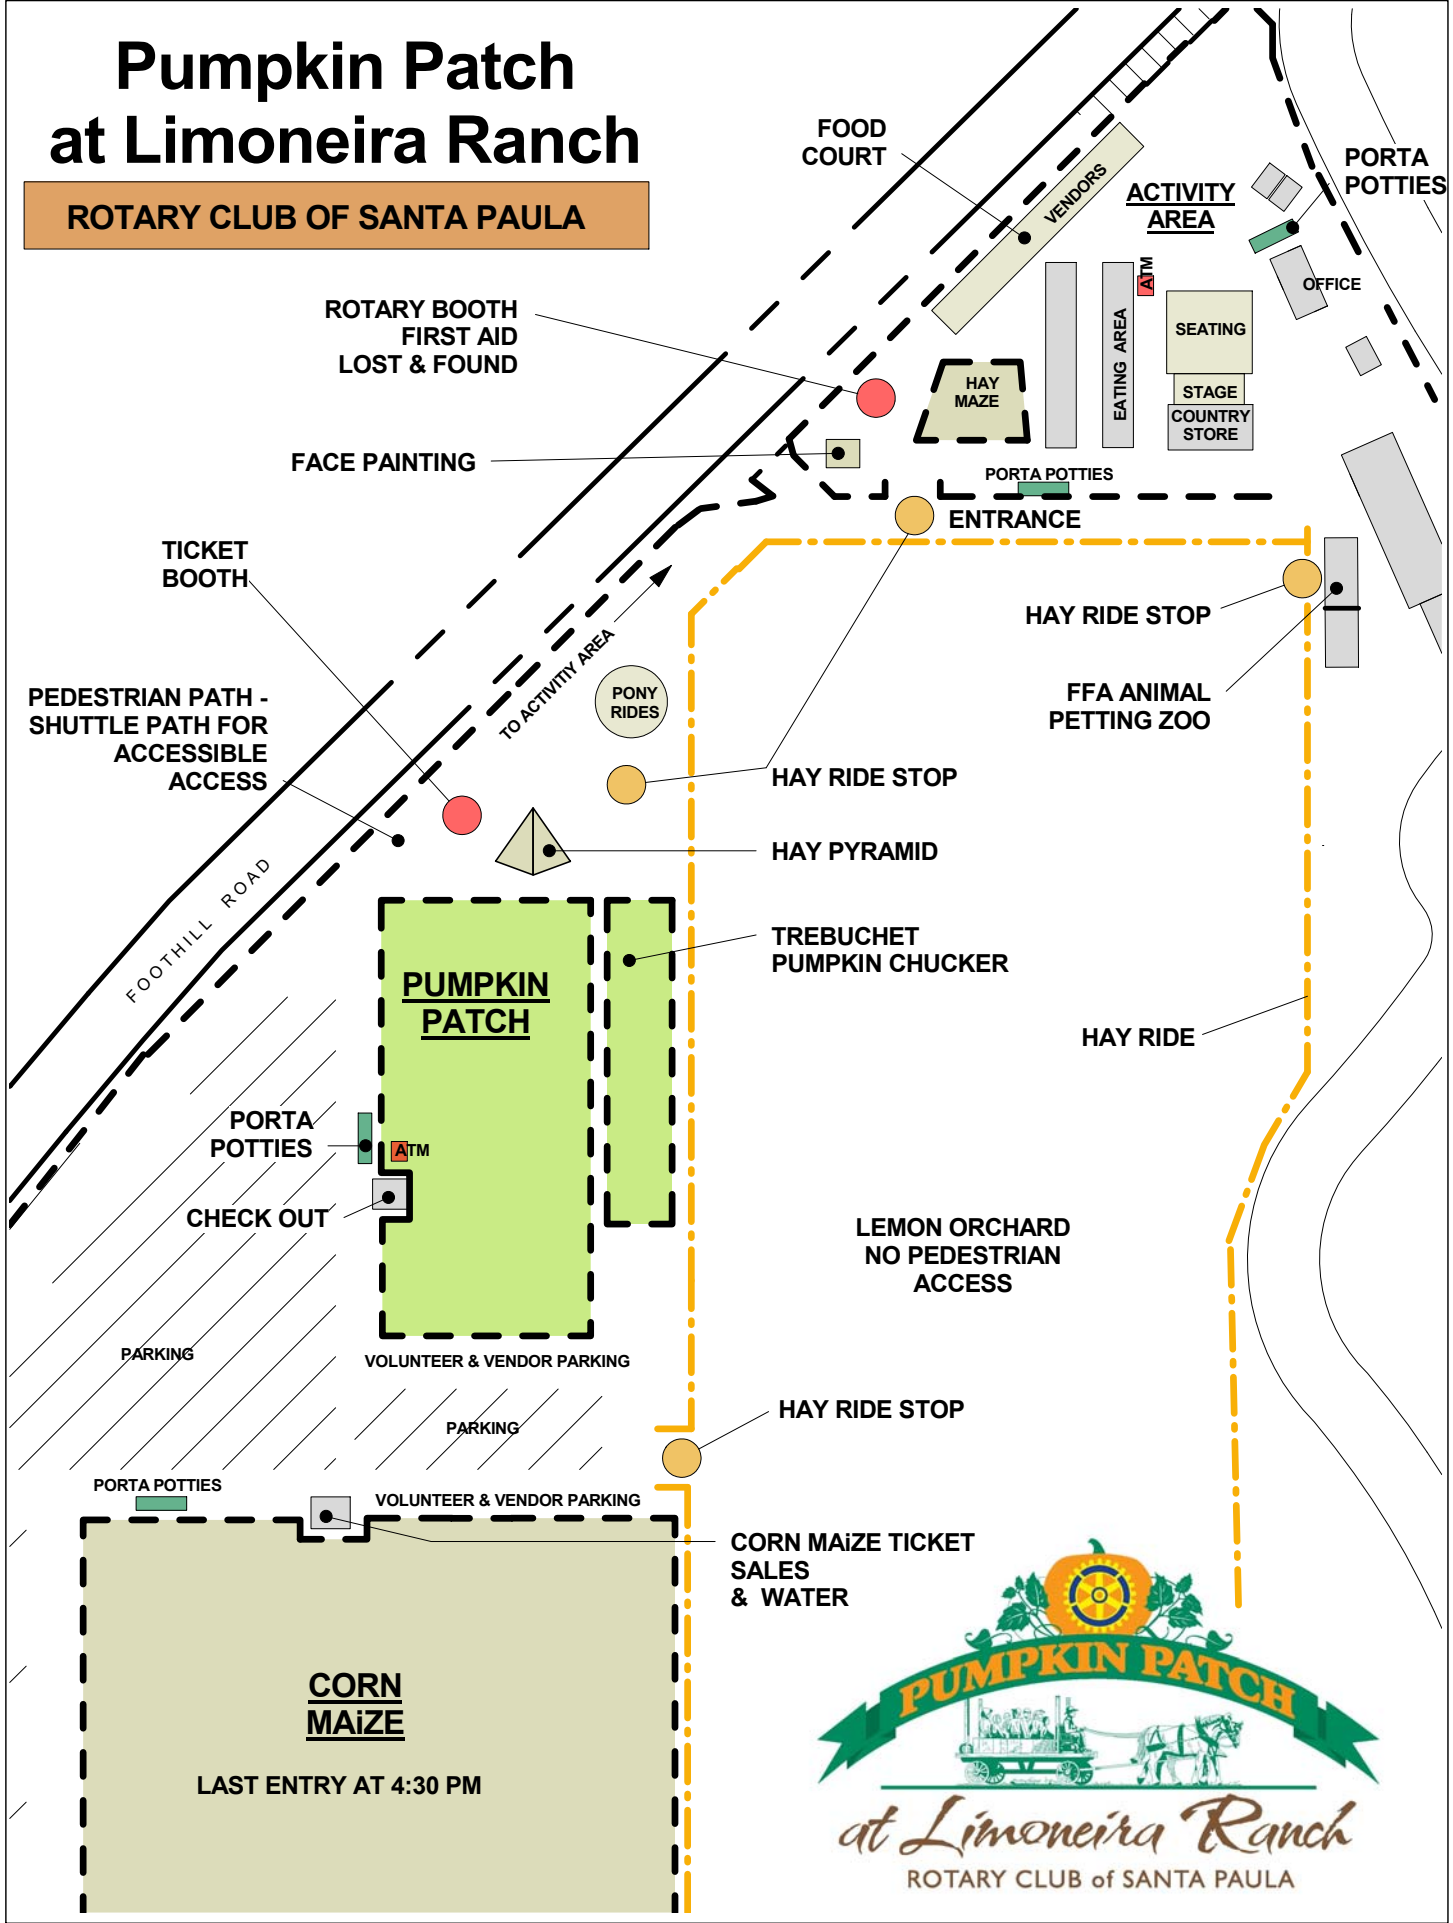 Pumpkin Patch
at Limoneira Ranch
ROTARY CLUB OF SANTA PAULA
FOOD
COURT
VENDORS
ACTIVITY
AREA
PORTA
POTTIES
OFFICE
ATM
EATING AREA
SEATING
STAGE
COUNTRY
STORE
HAY
MAZE
ROTARY BOOTH
FIRST AID
LOST & FOUND
FACE PAINTING
PORTA POTTIES
ENTRANCE
TICKET
BOOTH
TO ACTIVITIY AREA
HAY RIDE STOP
FFA ANIMAL
PETTING ZOO
PEDESTRIAN PATH -
SHUTTLE PATH FOR
ACCESSIBLE
ACCESS
PONY
RIDES
HAY RIDE STOP
HAY PYRAMID
FOOTHILL ROAD
TREBUCHET
PUMPKIN CHUCKER
PUMPKIN
PATCH
HAY RIDE
PORTA
POTTIES
ATM
CHECK OUT
LEMON ORCHARD
NO PEDESTRIAN
ACCESS
PARKING
VOLUNTEER & VENDOR PARKING
PARKING
HAY RIDE STOP
PORTA POTTIES
VOLUNTEER & VENDOR PARKING
CORN MAiZE TICKET
SALES
& WATER
CORN
MAiZE
LAST ENTRY AT 4:30 PM
PUMPKIN PATCH
at Limoneira Ranch
ROTARY CLUB of SANTA PAULA